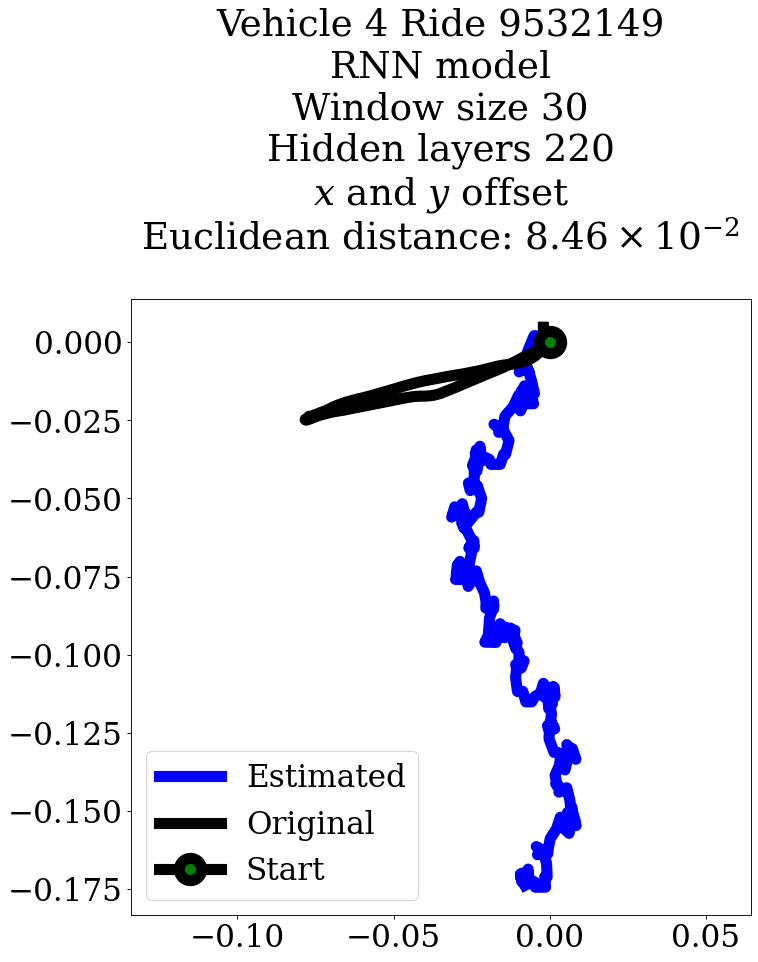 Vehicle 4 Ride 9532149
RNN model
Window size 30
Hidden layers 220
x and y offset
Euclidean distance: 8.46 × 10⁻²
0.000
−0.025
−0.050
−0.075
−0.100
−0.125
−0.150
−0.175
Estimated
Original
Start
−0.10 −0.05 0.00 0.05